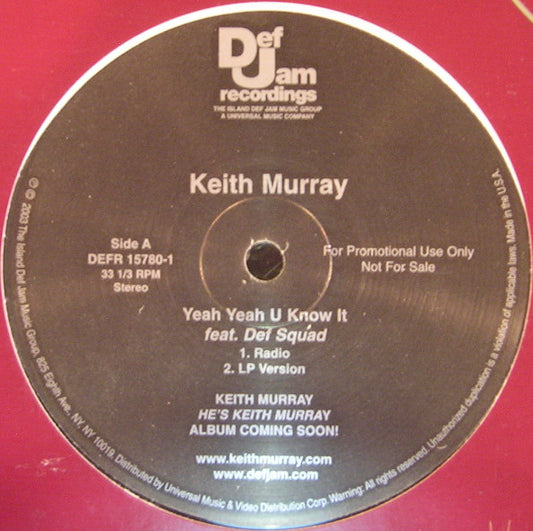 Def
Jam
recordings
THE ISLAND DEF JAM MUSIC GROUP
A UNIVERSAL MUSIC COMPANY
Keith Murray
Side A
DEFR 15780-1
33 1/3 RPM
Stereo
For Promotional Use Only
Not For Sale
Yeah Yeah U Know It
feat. Def Squad
1. Radio
2. LP Version
KEITH MURRAY
HE'S KEITH MURRAY
ALBUM COMING SOON!
www.keithmurray.com
www.defjam.com
℗ © 2003 The Island Def Jam Music Group, 825 Eighth Ave., NY, NY 10019. Distributed by Universal Music & Video Distribution Corp. Warning: All rights reserved. Unauthorized duplication is a violation of applicable laws. Made in the U.S.A.